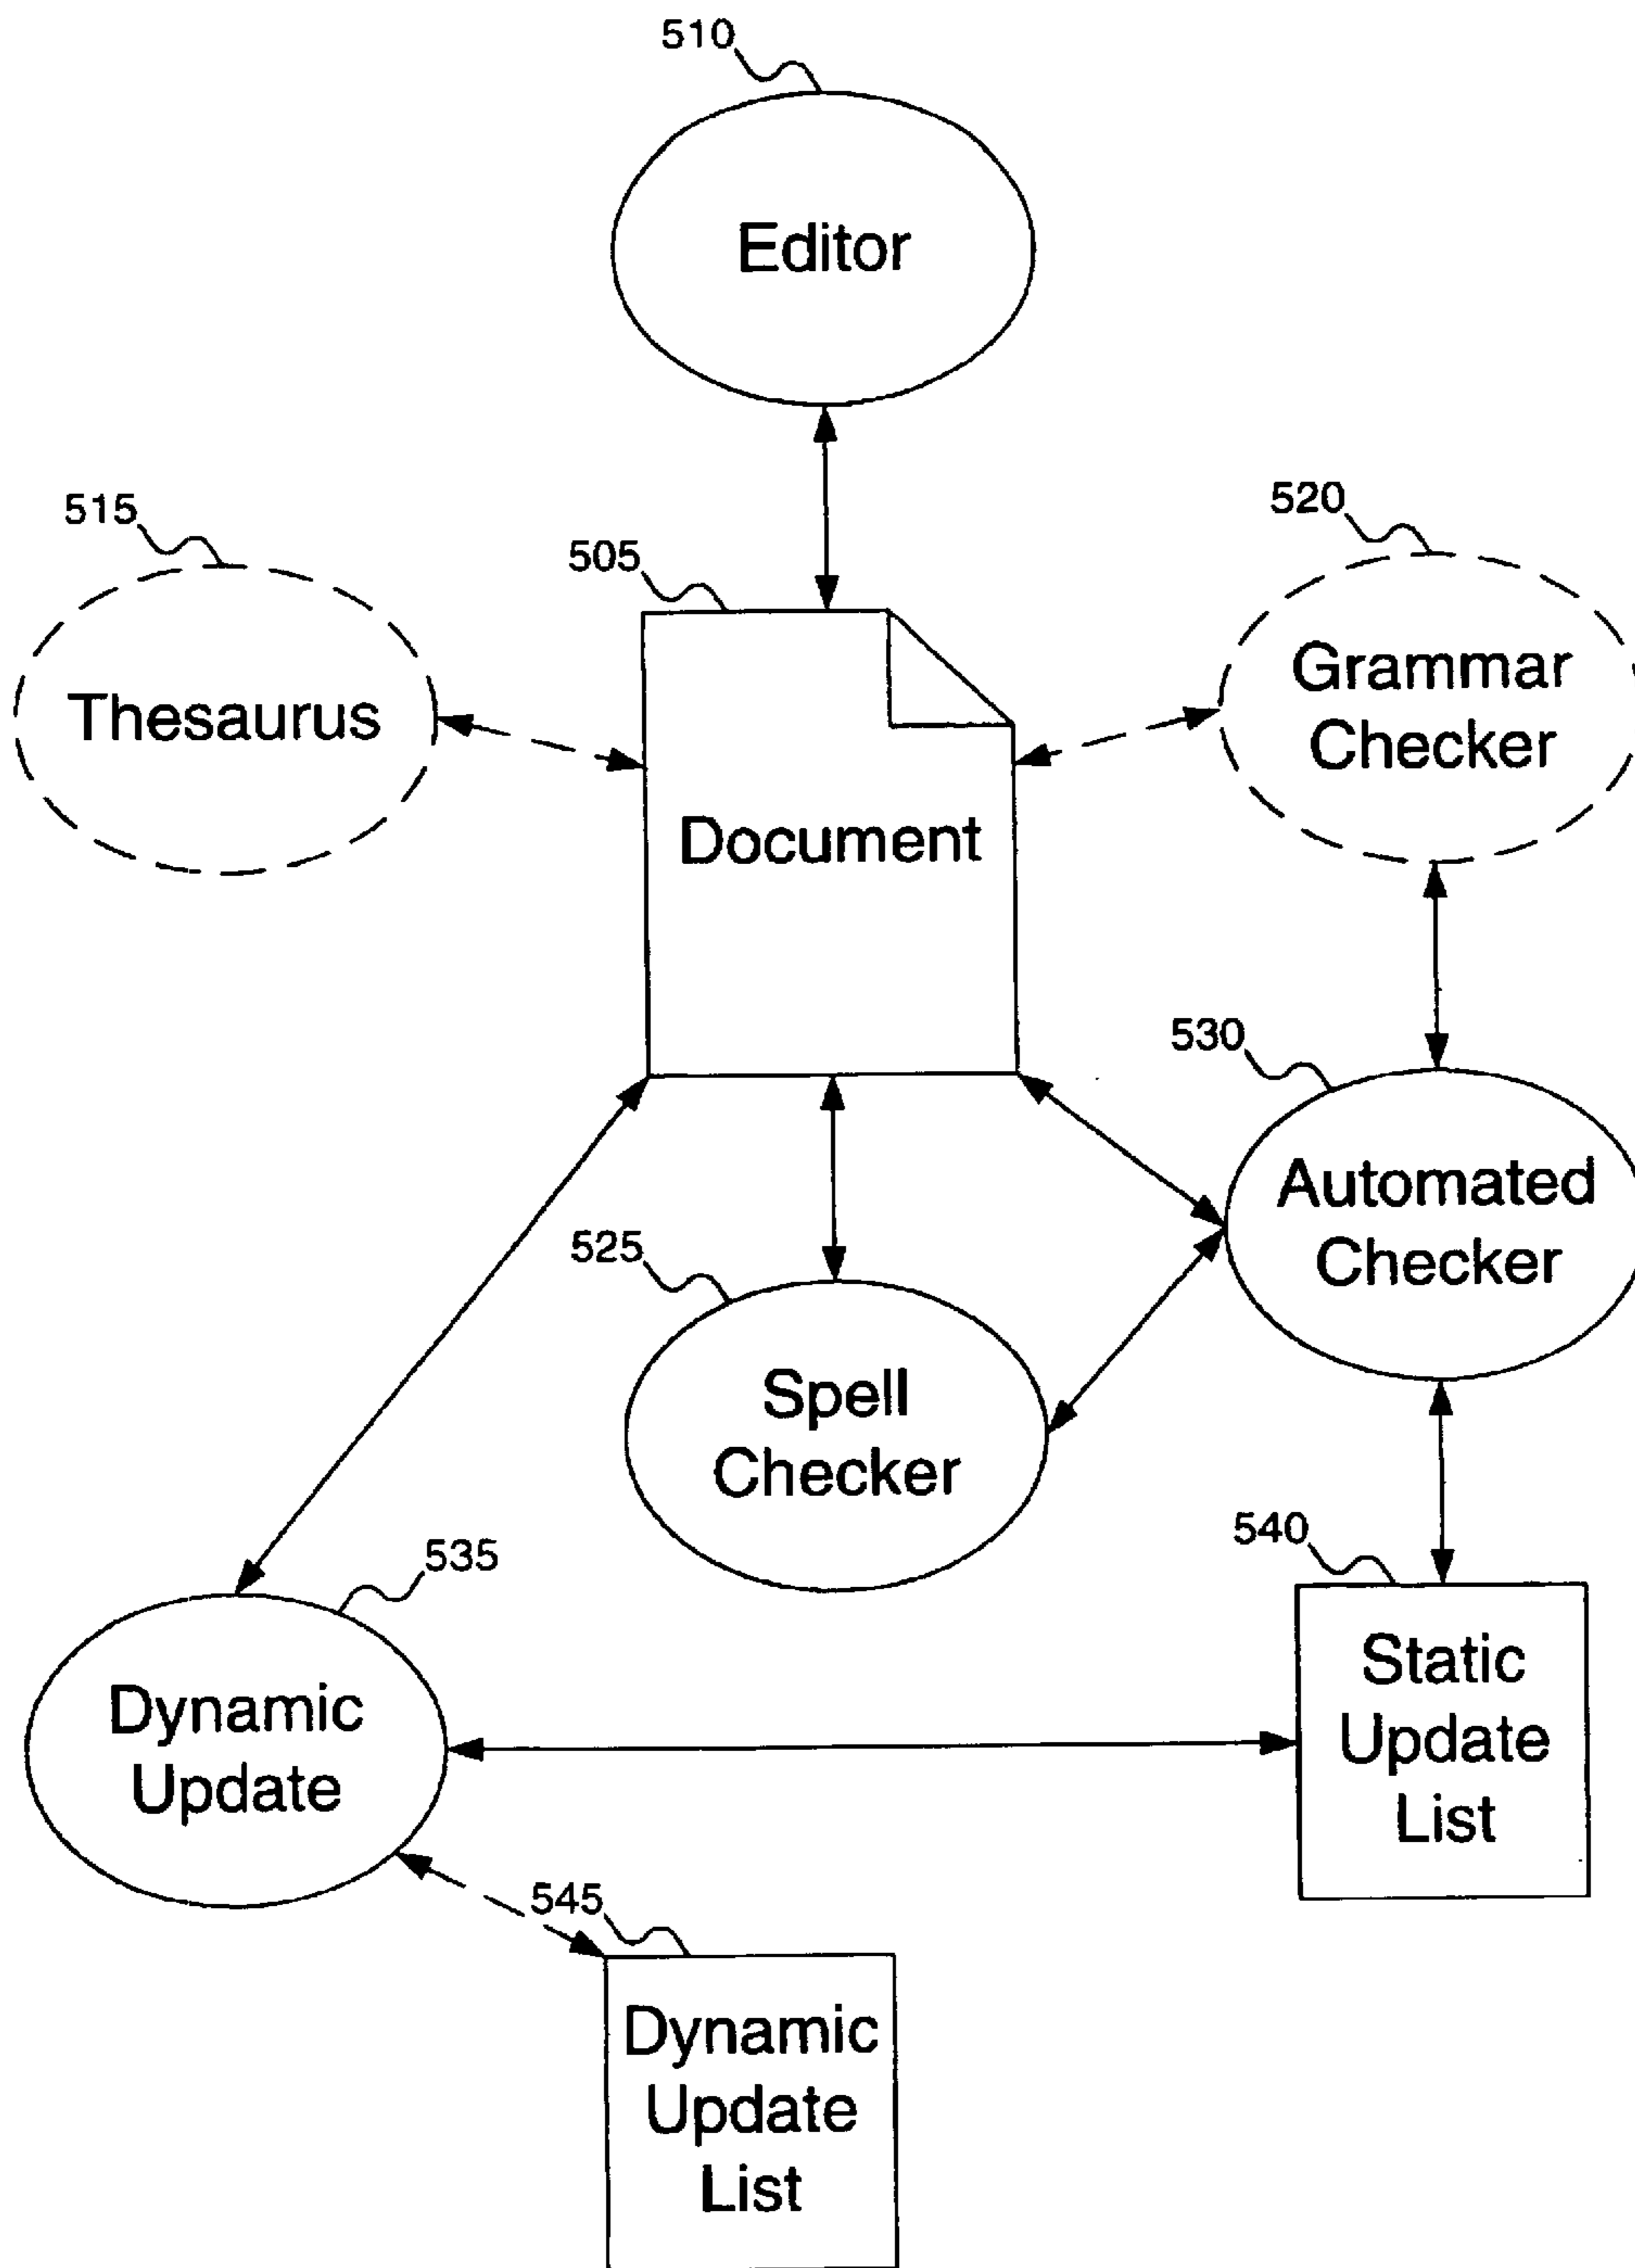 510
Editor
515
520
505
Thesaurus
Grammar
Checker
Document
530
Automated
Checker
525
Spell
Checker
540
535
Static
Update
List
Dynamic
Update
545
Dynamic
Update
List